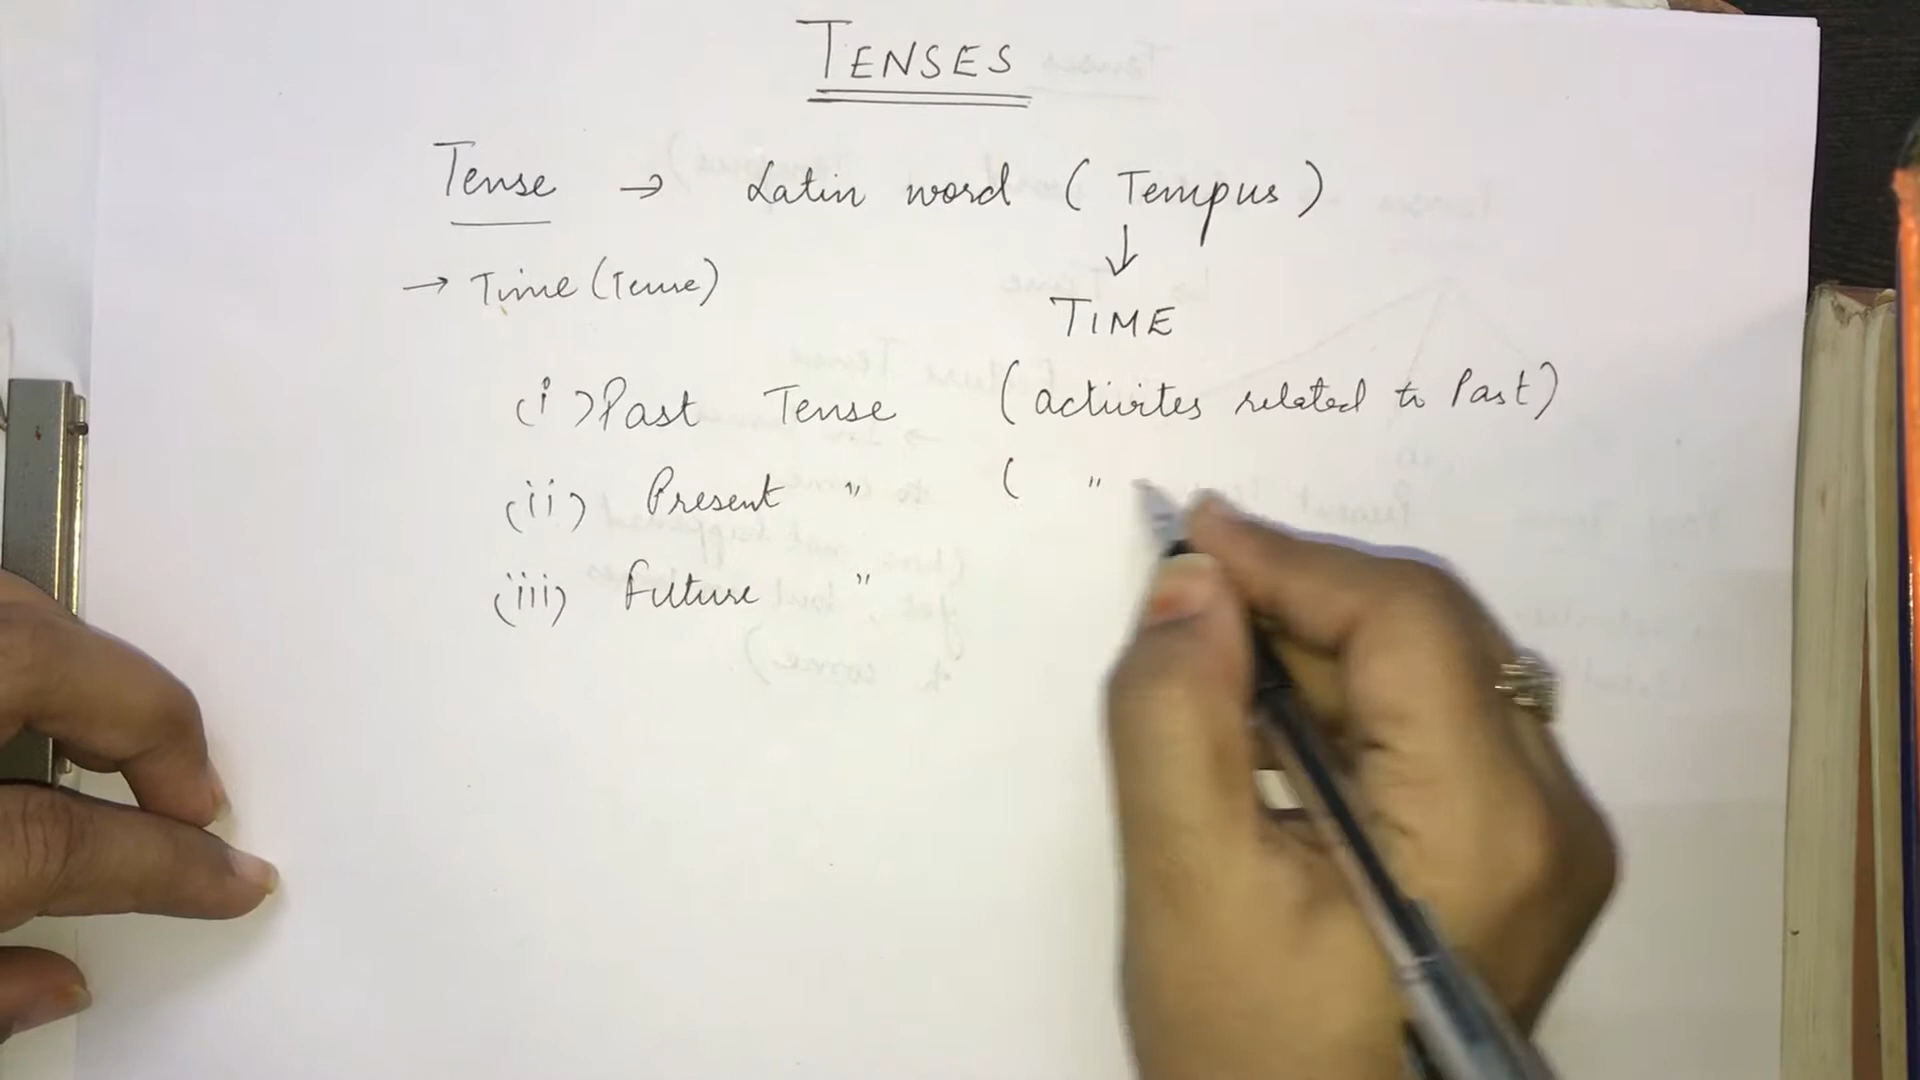 TENSES
Tense → Latin word ( Tempus )
↓
→ Time (Tense)
TIME
(i) Past Tense (activites related to Past)
(ii) Present " ( "
(iii) Future "